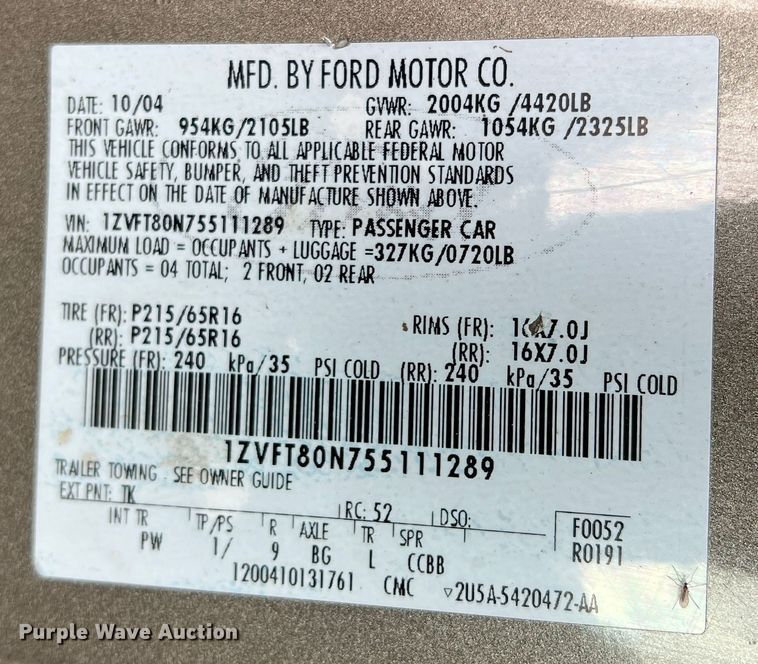 MFD. BY FORD MOTOR CO.
DATE: 10/04 GVWR: 2004KG /4420LB
FRONT GAWR: 954KG/2105LB REAR GAWR: 1054KG /2325LB
THIS VEHICLE CONFORMS TO ALL APPLICABLE FEDERAL MOTOR
VEHICLE SAFETY, BUMPER, AND THEFT PREVENTION STANDARDS
IN EFFECT ON THE DATE OF MANUFACTURE SHOWN ABOVE.
VIN: 1ZVFT80N755111289 TYPE: PASSENGER CAR
MAXIMUM LOAD = OCCUPANTS + LUGGAGE =327KG/0720LB
OCCUPANTS = 04 TOTAL; 2 FRONT, 02 REAR
TIRE (FR): P215/65R16 RIMS (FR): 16X7.0J
(RR): P215/65R16 (RR): 16X7.0J
PRESSURE (FR): 240 kPa/35 PSI COLD (RR): 240 kPa/35 PSI COLD
1ZVFT80N755111289
TRAILER TOWING - SEE OWNER GUIDE
EXT PNT: TK RC: 52 DSO: F0052
INT TR TP/PS R AXLE TR SPR R0191
PW 1/ 9 BG L CCBB
1200410131761 CMC ▿2U5A-5420472-AA
Purple Wave Auction